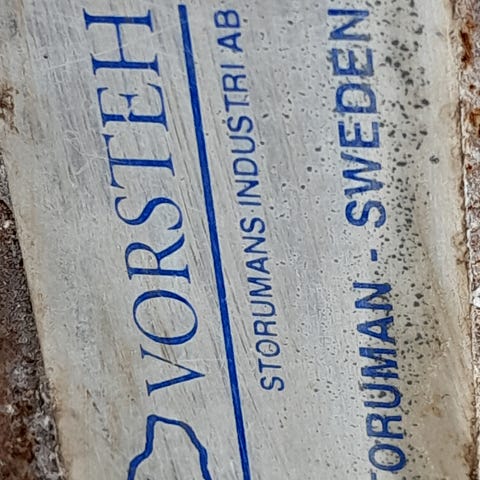 VORSTEH
STORUMANS INDUSTRI AB
TORUMAN - SWEDEN